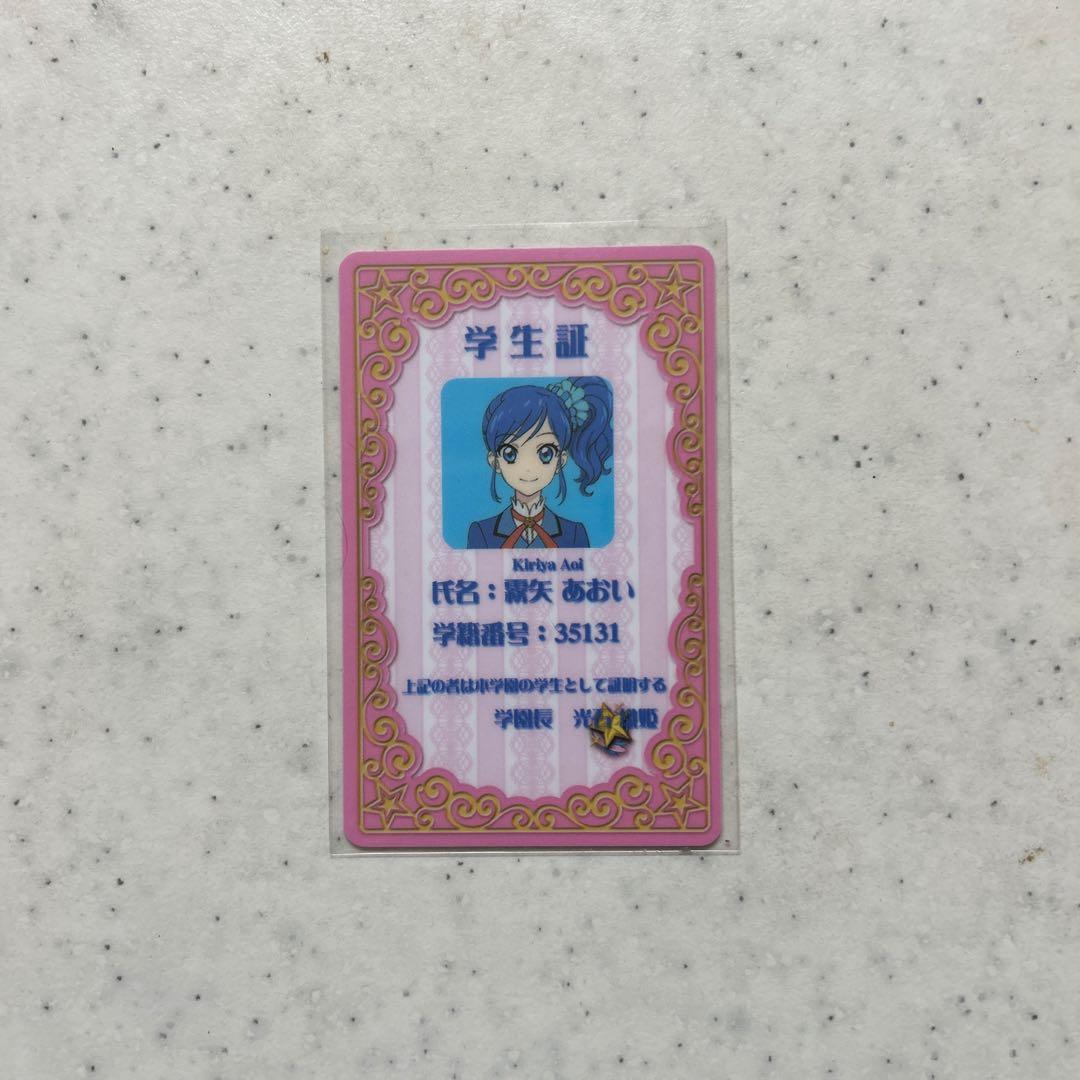 学生証
Kiriya Aoi
氏名：霧矢 あおい
学籍番号：35131
上記の者は本学園の学生として証明する
学園長 光 姫